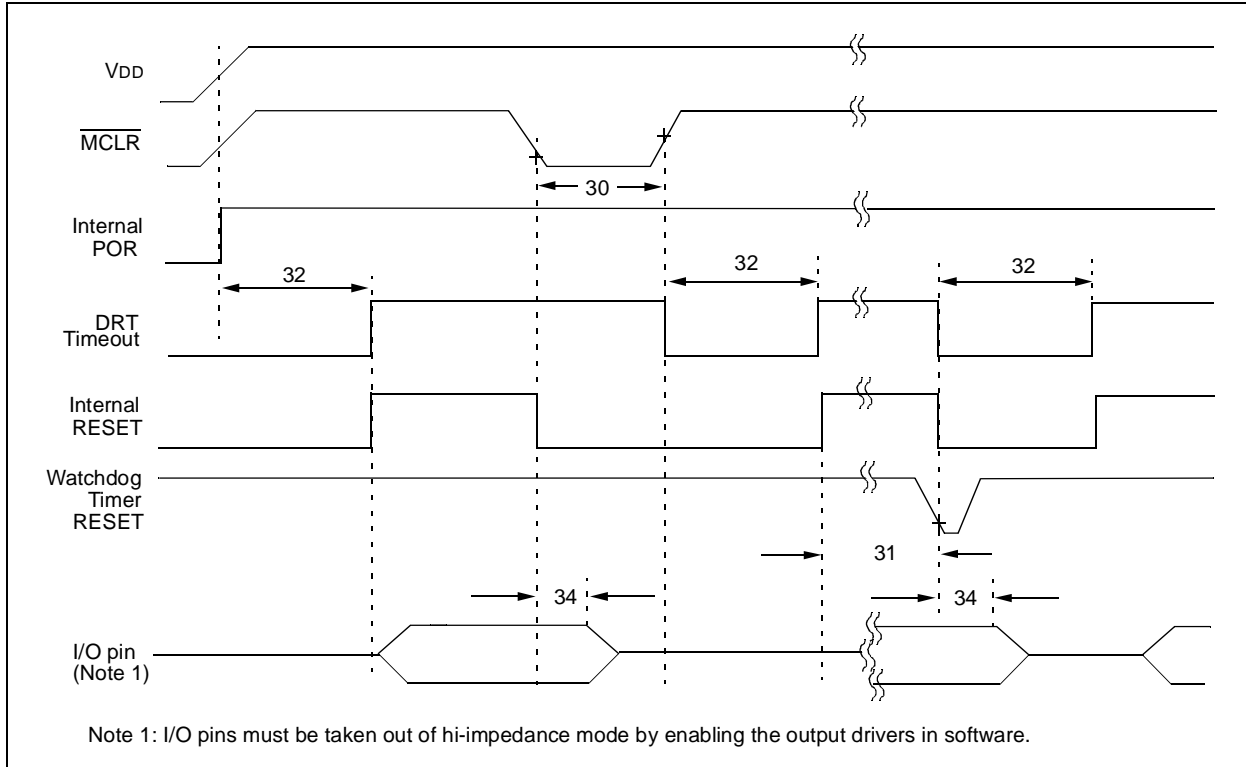 VDD
MCLR
30
Internal
POR
32
32
32
DRT
Timeout
Internal
RESET
Watchdog
Timer
RESET
31
34
34
I/O pin
(Note 1)
Note 1: I/O pins must be taken out of hi-impedance mode by enabling the output drivers in software.